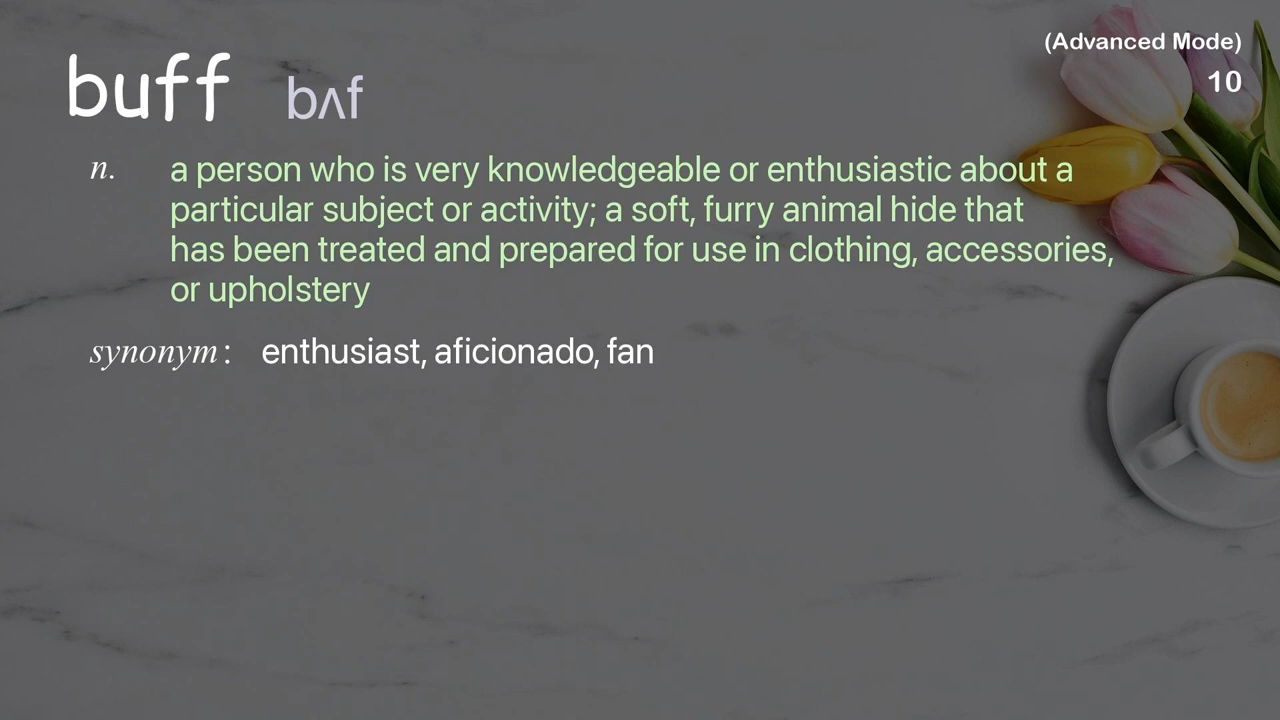 (Advanced Mode)
10
buff bʌf
n. a person who is very knowledgeable or enthusiastic about a
particular subject or activity; a soft, furry animal hide that
has been treated and prepared for use in clothing, accessories,
or upholstery
synonym : enthusiast, aficionado, fan